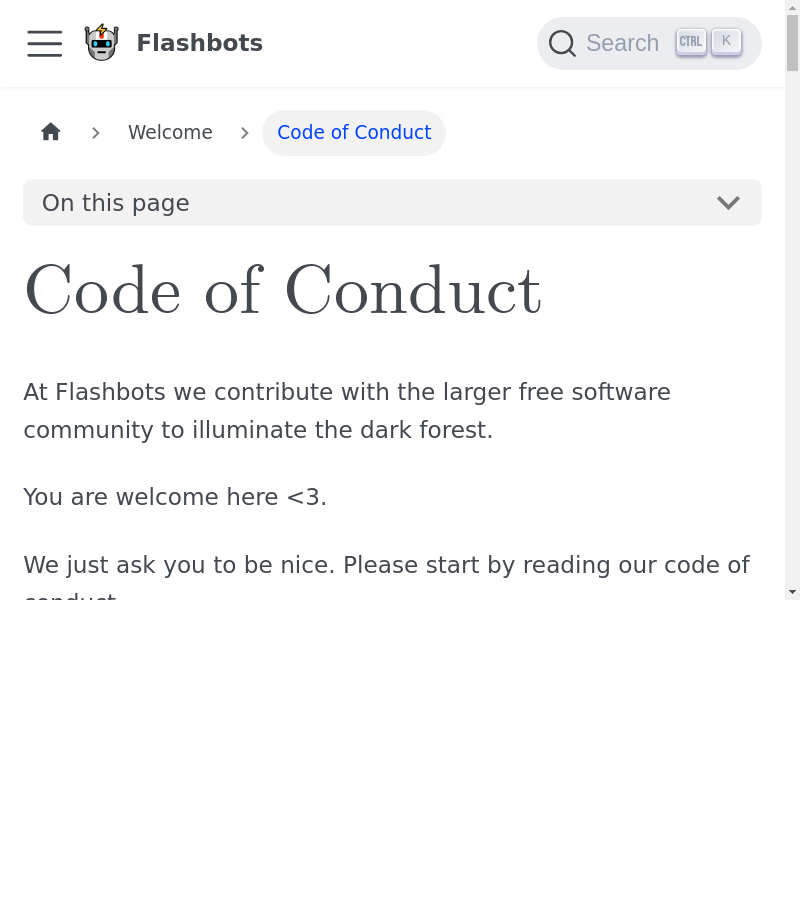 Flashbots
Search CTRL K
Welcome Code of Conduct
On this page
Code of Conduct
At Flashbots we contribute with the larger free software
community to illuminate the dark forest.
You are welcome here <3.
We just ask you to be nice. Please start by reading our code of
conduct